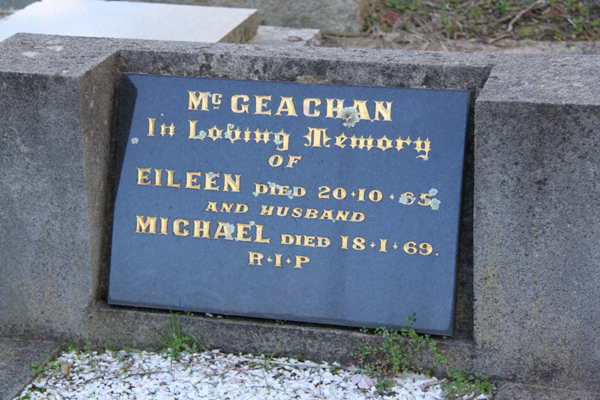 McGEACHAN
In Loving Memory
OF
EILEEN DIED 20·10·65
AND HUSBAND
MICHAEL DIED 18·1·69.
R·I·P